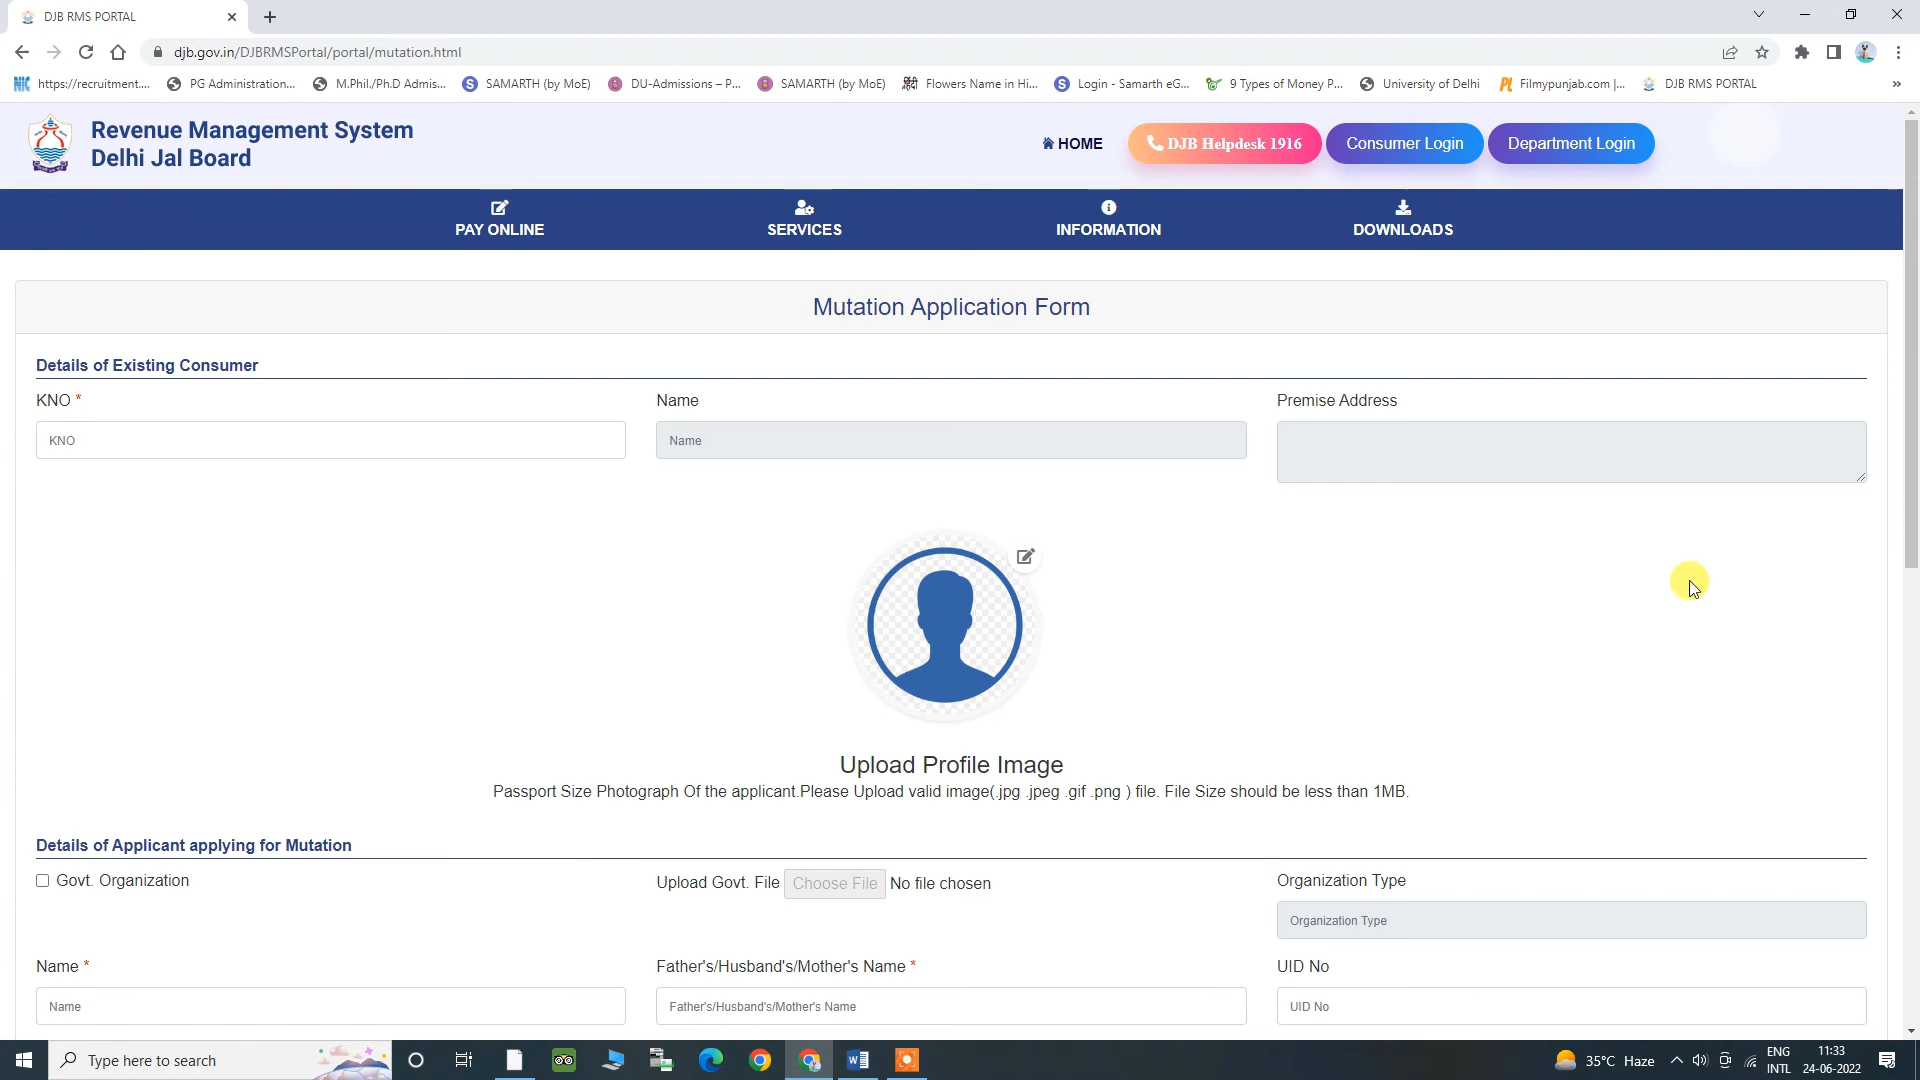 DJB RMS PORTAL
djb.gov.in/DJBRMSPortal/portal/mutation.html
https://recruitment.... PG Administration... M.Phil./Ph.D Admis... SAMARTH (by MoE) DU-Admissions – P... SAMARTH (by MoE) Flowers Name in Hi... Login - Samarth eG... 9 Types of Money P... University of Delhi Filmypunjab.com |... DJB RMS PORTAL
Revenue Management System
Delhi Jal Board
HOME DJB Helpdesk 1916 Consumer Login Department Login
PAY ONLINE SERVICES INFORMATION DOWNLOADS
Mutation Application Form
Details of Existing Consumer
KNO * Name Premise Address
KNO Name
Upload Profile Image
Passport Size Photograph Of the applicant.Please Upload valid image(.jpg .jpeg .gif .png ) file. File Size should be less than 1MB.
Details of Applicant applying for Mutation
Govt. Organization Upload Govt. File Choose File No file chosen Organization Type
Organization Type
Name * Father's/Husband's/Mother's Name * UID No
Name Father's/Husband's/Mother's Name UID No
Type here to search 35°C Haze ENG INTL 11:33 24-06-2022